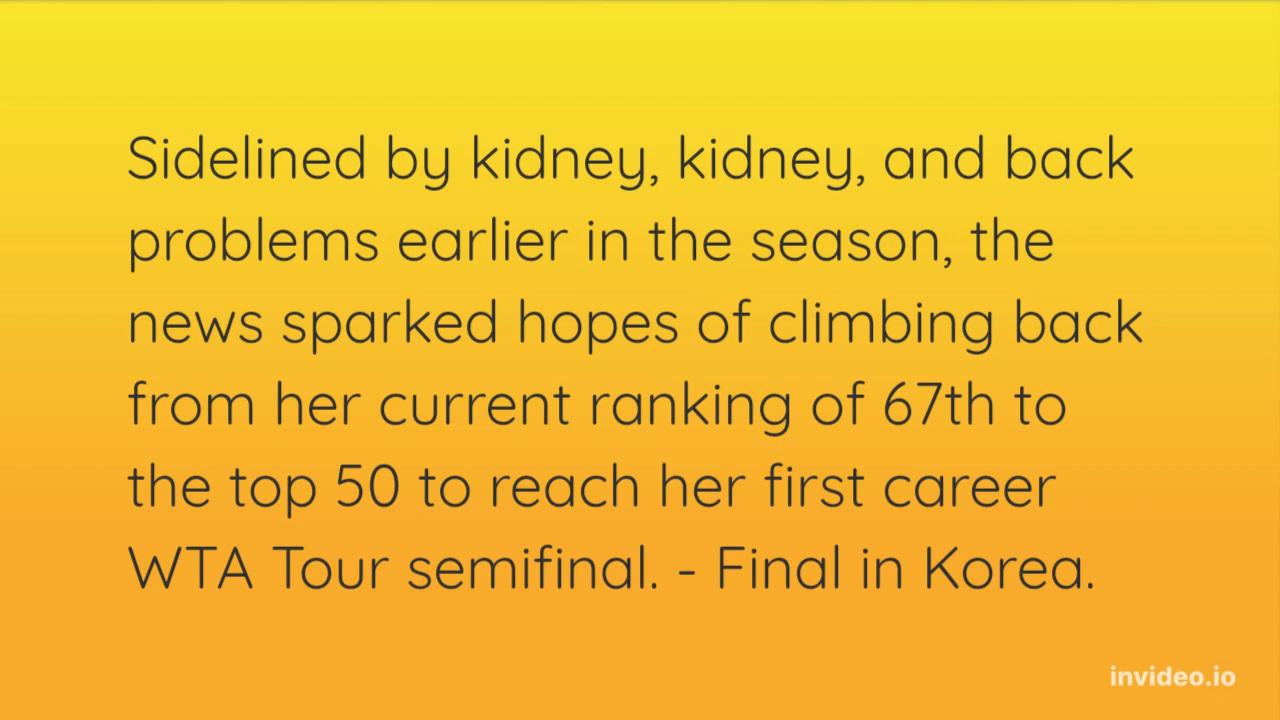 Sidelined by kidney, kidney, and back
problems earlier in the season, the
news sparked hopes of climbing back
from her current ranking of 67th to
the top 50 to reach her first career
WTA Tour semifinal. - Final in Korea.
invideo.io